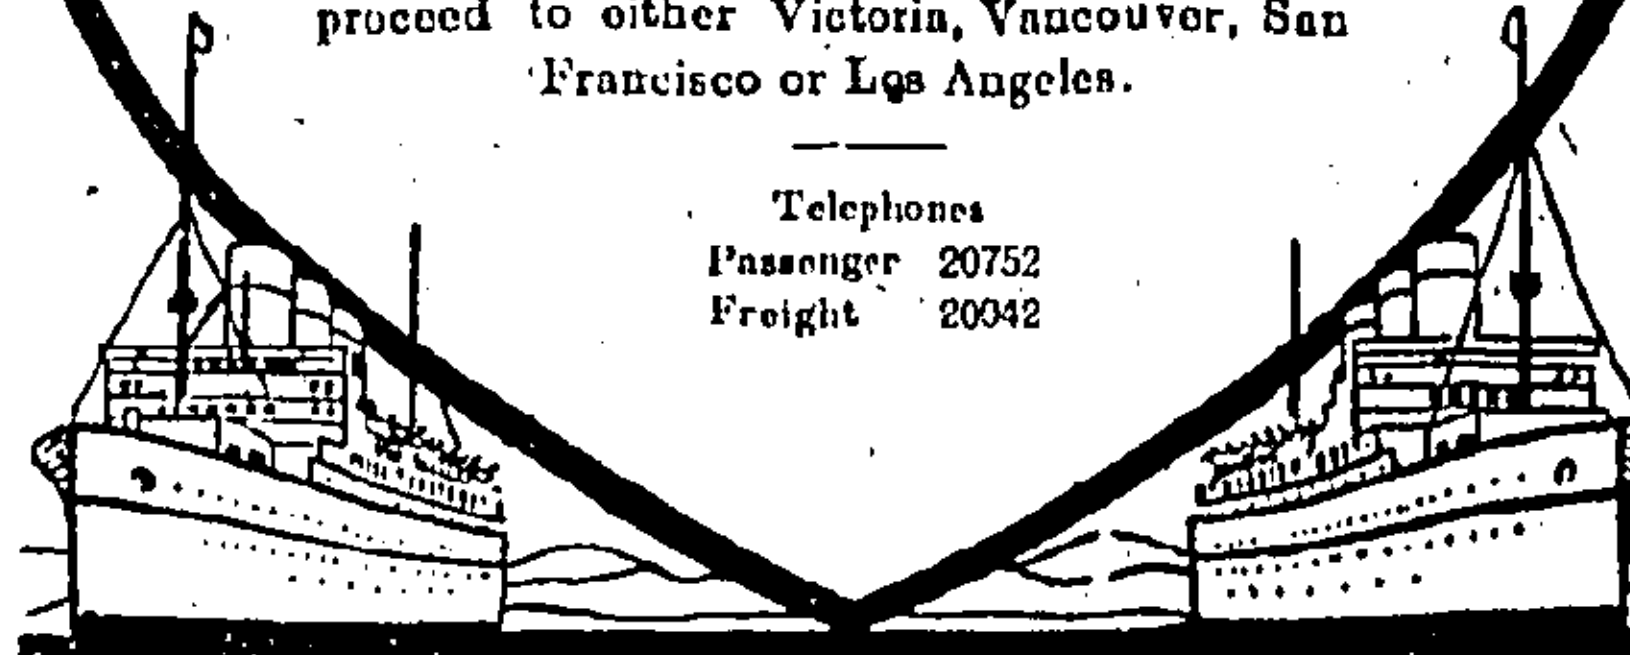 proceed to either Victoria, Vancouver, San
Francisco or Los Angeles.
Telephones
Passenger 20752
Freight 20042